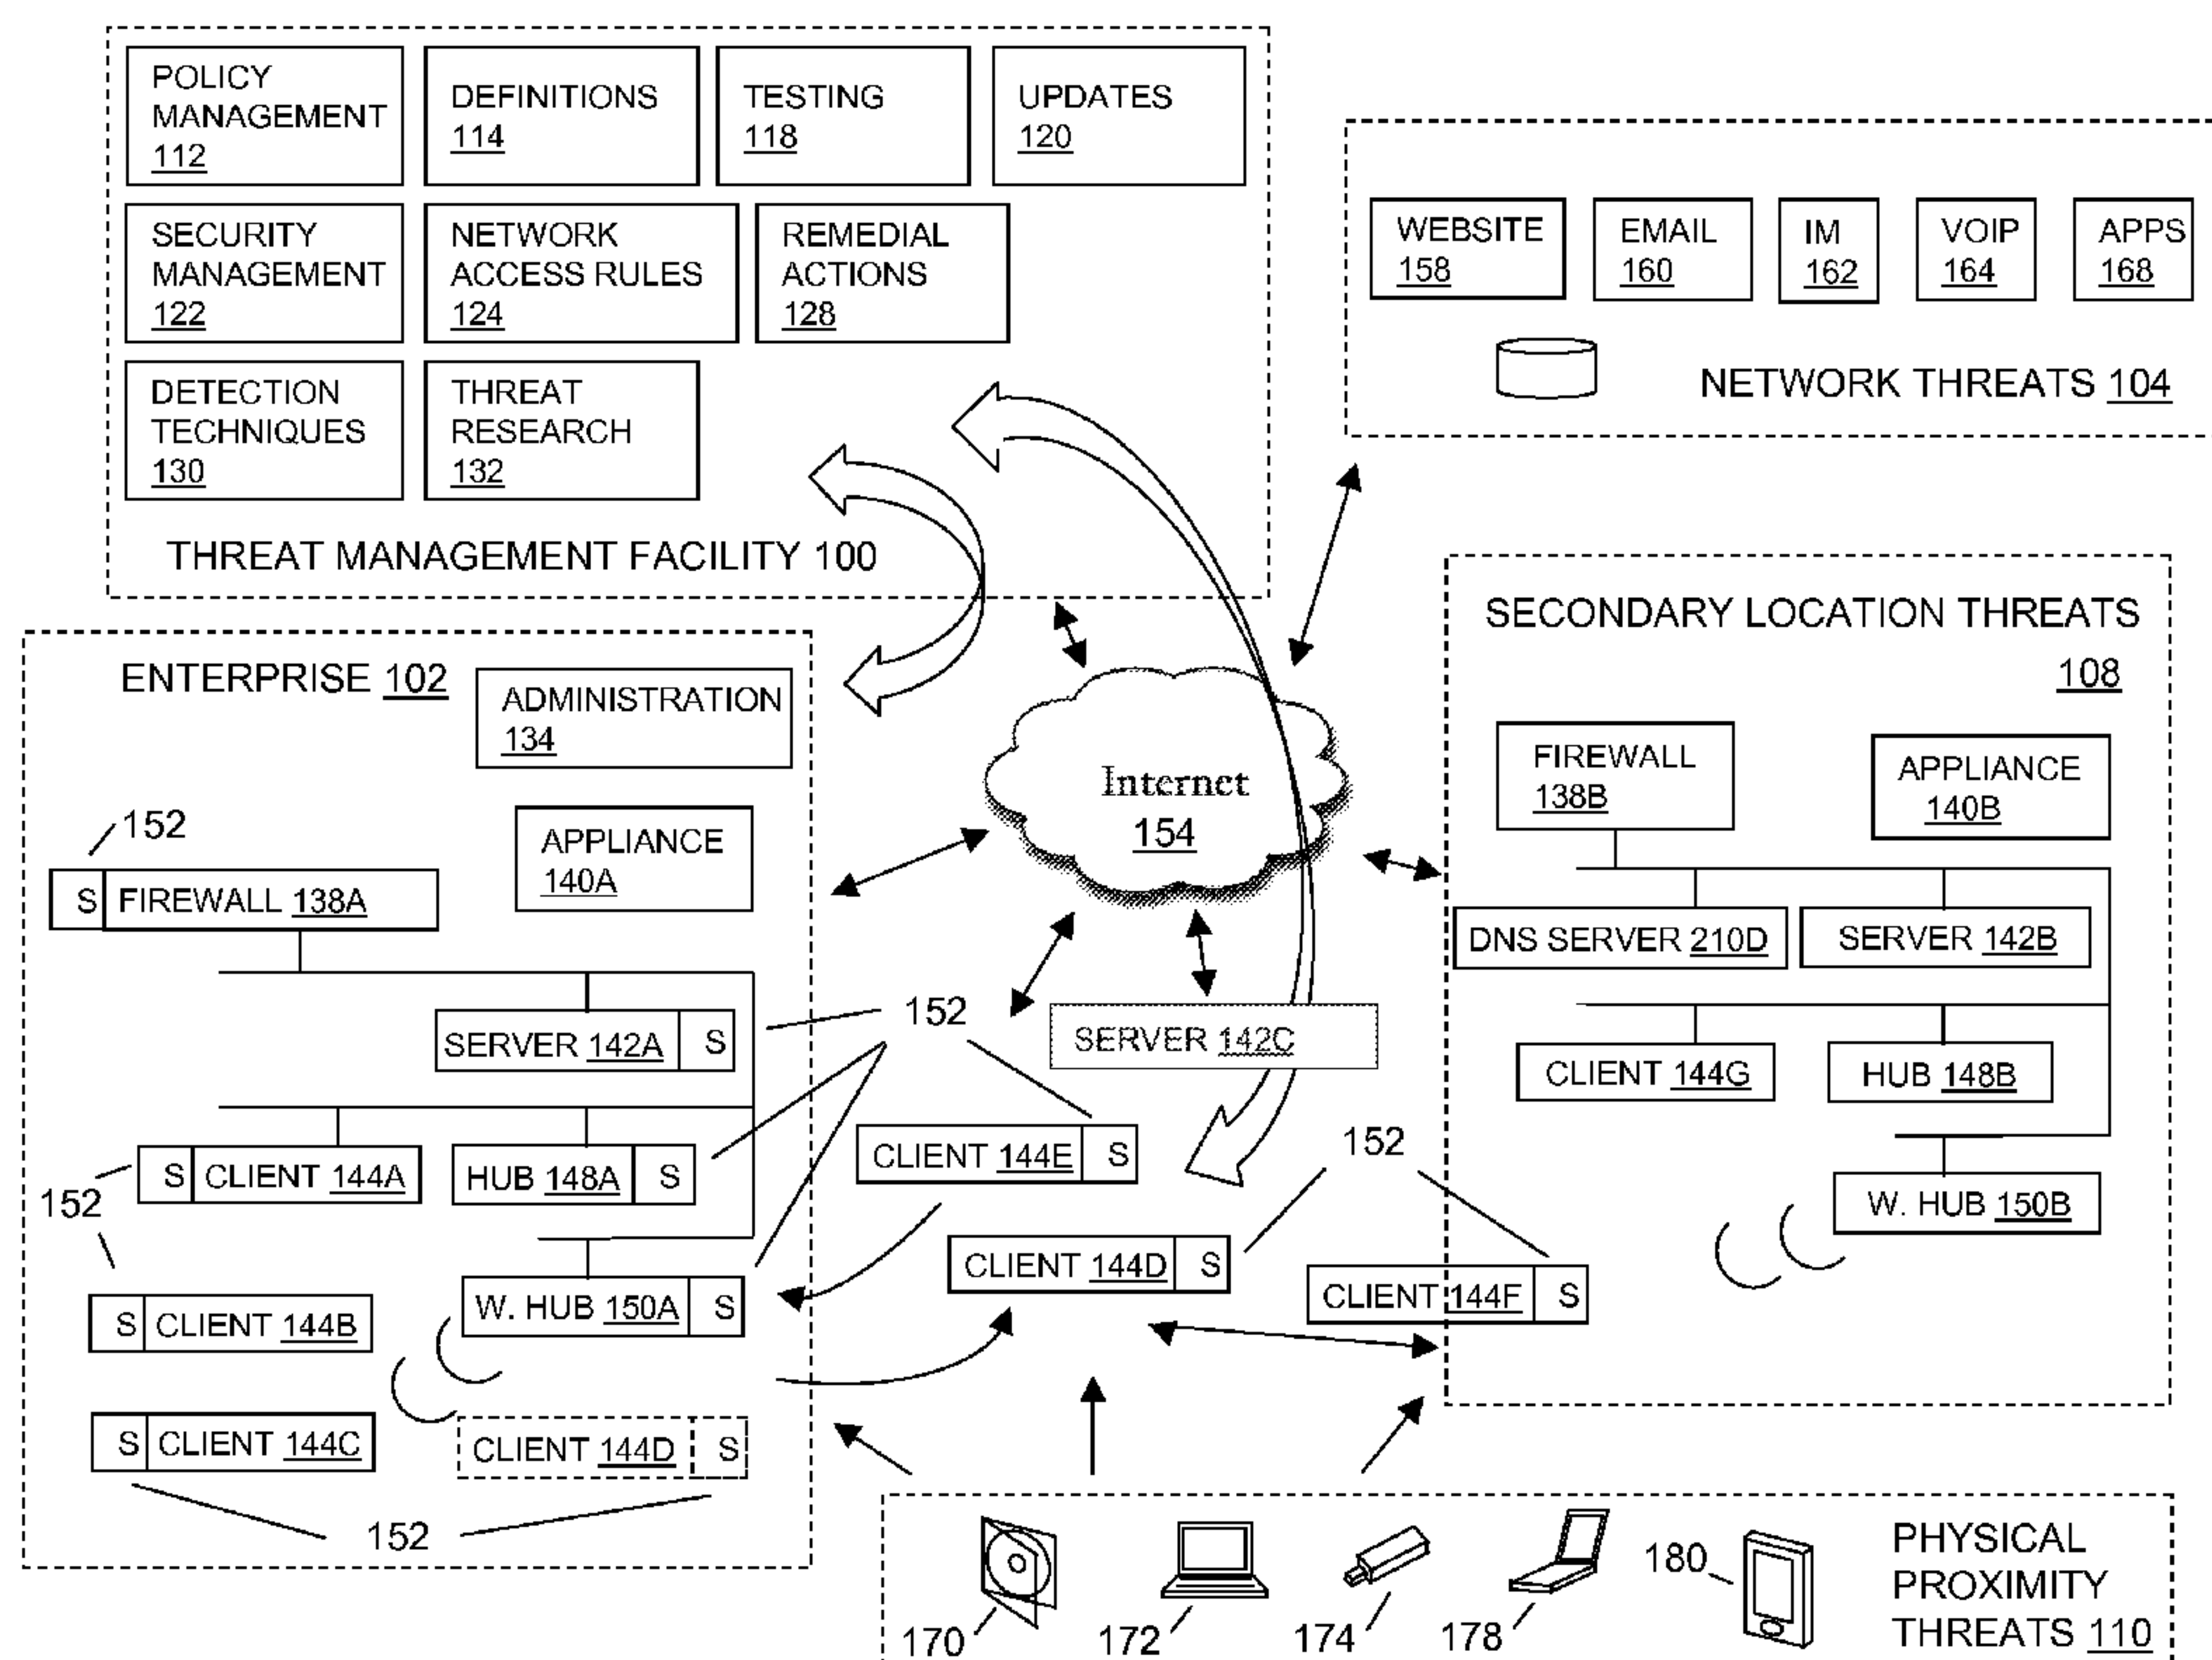 POLICY
MANAGEMENT
112
DEFINITIONS
114
TESTING
118
UPDATES
120
SECURITY
MANAGEMENT
122
NETWORK
ACCESS RULES
124
REMEDIAL
ACTIONS
128
DETECTION
TECHNIQUES
130
THREAT
RESEARCH
132
THREAT MANAGEMENT FACILITY 100
WEBSITE
158
EMAIL
160
IM
162
VOIP
164
APPS
168
NETWORK THREATS 104
ENTERPRISE 102
ADMINISTRATION
134
152
APPLIANCE
140A
S FIREWALL 138A
SERVER 142A S
S CLIENT 144A
HUB 148A S
152
W. HUB 150A S
S CLIENT 144B
S CLIENT 144C
CLIENT 144D S
152
Internet
154
152
SERVER 142C
CLIENT 144E S
152
CLIENT 144D S
CLIENT 144F S
SECONDARY LOCATION THREATS
108
FIREWALL
138B
APPLIANCE
140B
DNS SERVER 210D
SERVER 142B
CLIENT 144G
HUB 148B
W. HUB 150B
170
172
174
178
180
PHYSICAL
PROXIMITY
THREATS 110